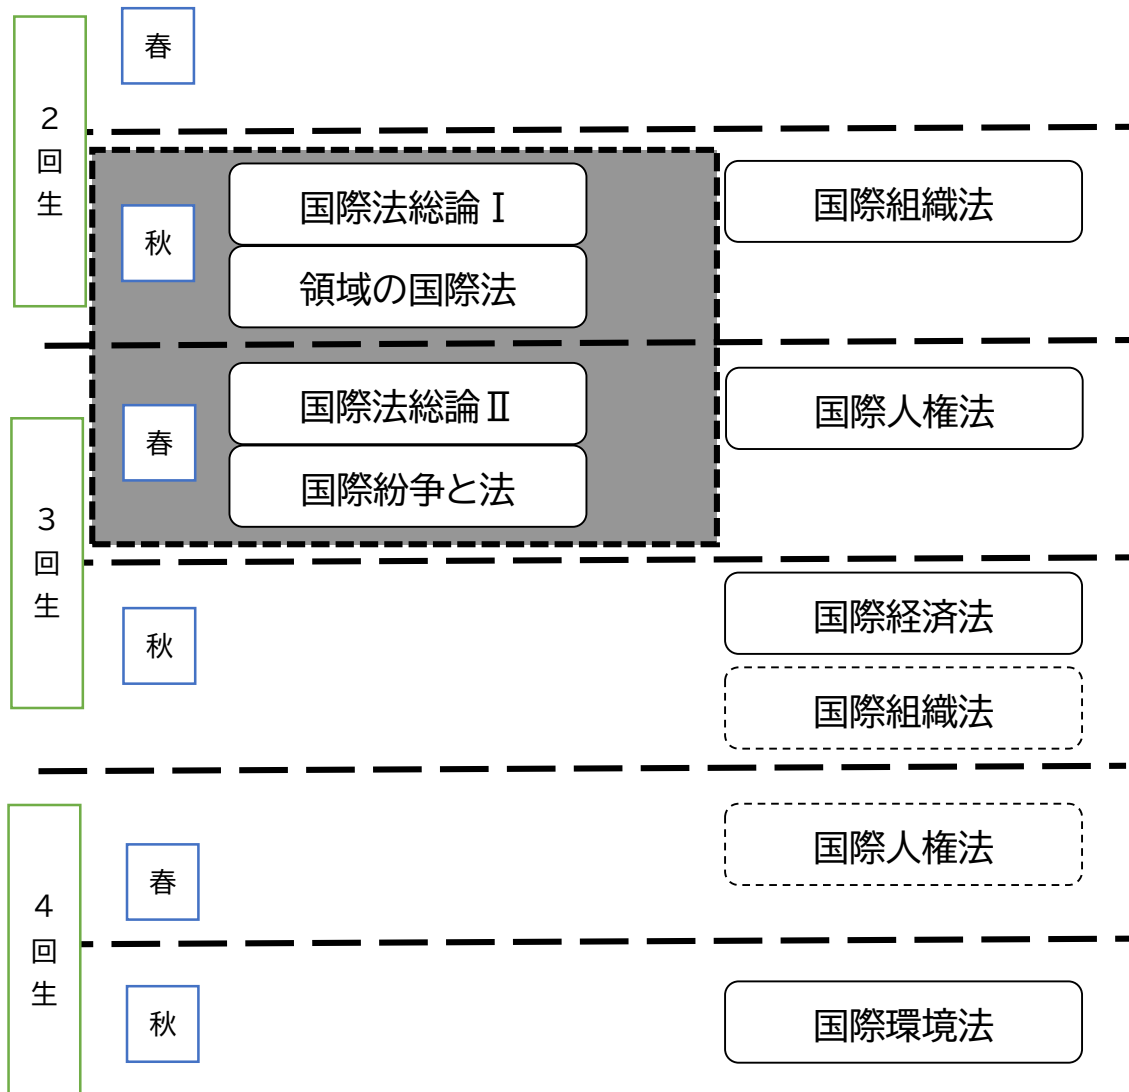 2
回
生
春
秋
国際法総論Ⅰ
領域の国際法
国際組織法
3
回
生
春
国際法総論Ⅱ
国際紛争と法
国際人権法
秋
国際経済法
国際組織法
4
回
生
春
国際人権法
秋
国際環境法